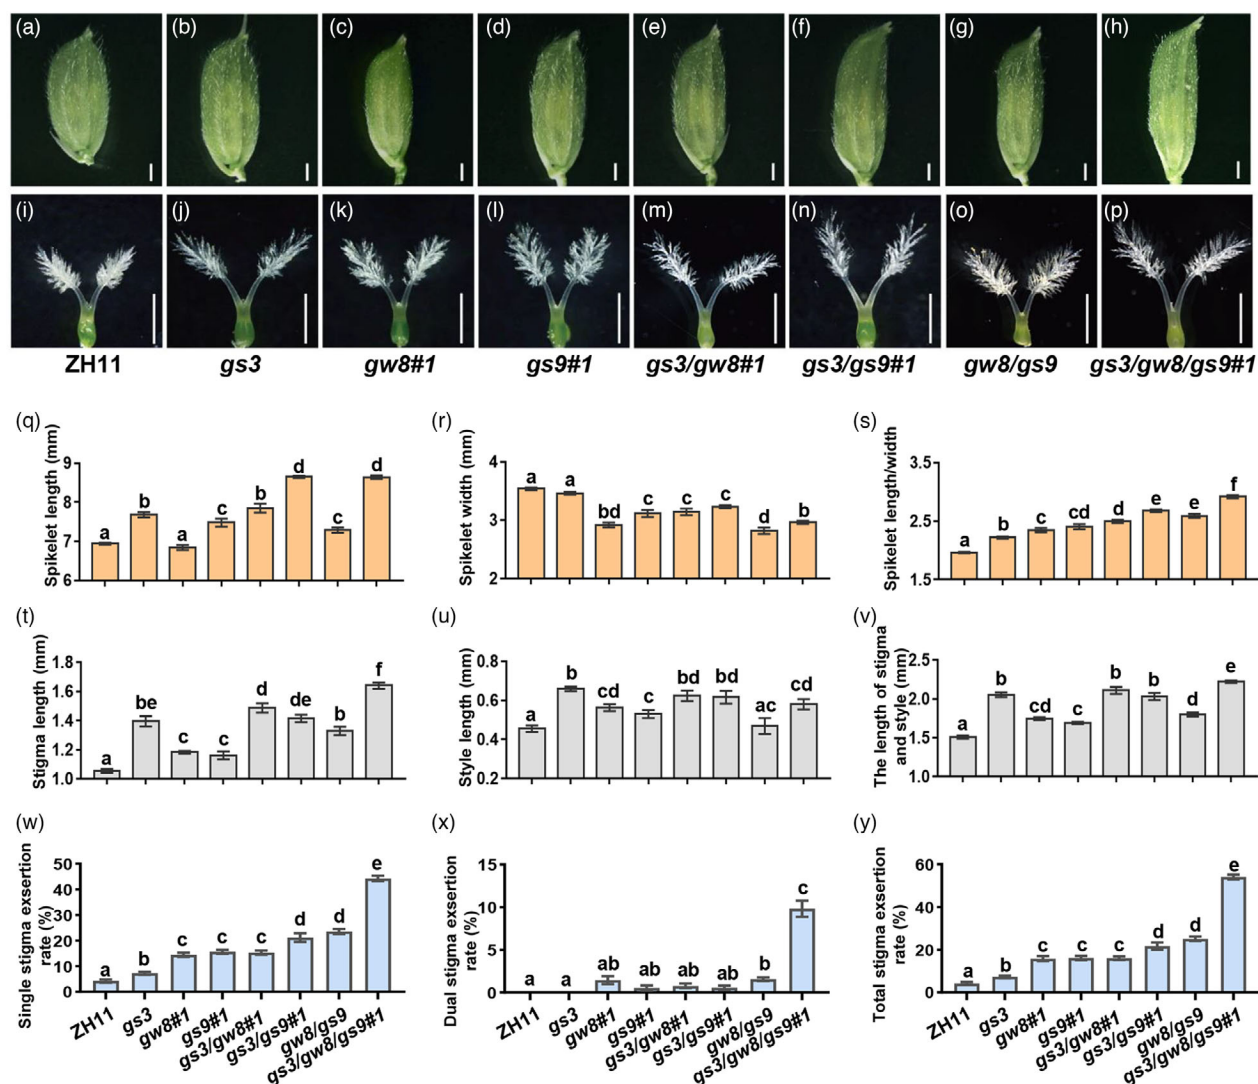 (a) (b) (c) (d) (e) (f) (g) (h)
(i) (j) (k) (l) (m) (n) (o) (p)
ZH11 gs3 gw8#1 gs9#1 gs3/gw8#1 gs3/gs9#1 gw8/gs9 gs3/gw8/gs9#1
(q)
Spikelet length (mm)
9
8
7
6
a b a c b d c d
(r)
Spikelet width (mm)
4
3
2
a a bd c c c d b
(s)
Spikelet length/width
3.5
2.5
1.5
a b c cd d e e f
(t)
Stigma length (mm)
1.8
1.6
1.4
1.2
1.0
a be c c d de b f
(u)
Style length (mm)
0.8
0.6
0.4
0.2
a b cd c bd bd ac cd
(v)
The length of stigma
and style (mm)
2.5
2.0
1.5
1.0
a b cd c b b d e
(w)
Single stigma exsertion
rate (%)
50
40
30
20
10
0
a b c c c d d e
ZH11 gs3 gw8#1 gs9#1 gs3/gw8#1 gs3/gs9#1 gw8/gs9 gs3/gw8/gs9#1
(x)
Dual stigma exsertion
rate (%)
15
10
5
0
a a ab ab ab ab b c
ZH11 gs3 gw8#1 gs9#1 gs3/gw8#1 gs3/gs9#1 gw8/gs9 gs3/gw8/gs9#1
(y)
Total stigma exsertion
rate (%)
60
40
20
0
a b c c c d d e
ZH11 gs3 gw8#1 gs9#1 gs3/gw8#1 gs3/gs9#1 gw8/gs9 gs3/gw8/gs9#1